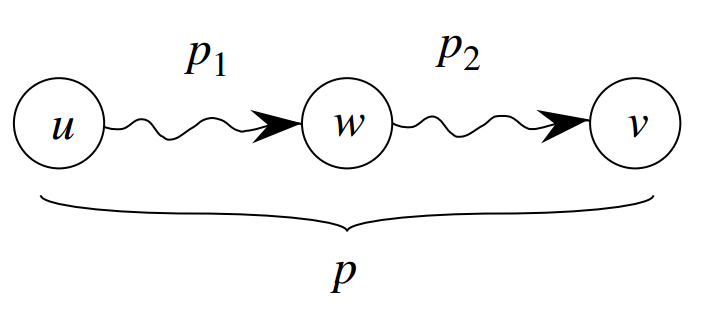 p₁ p₂
u w v
p